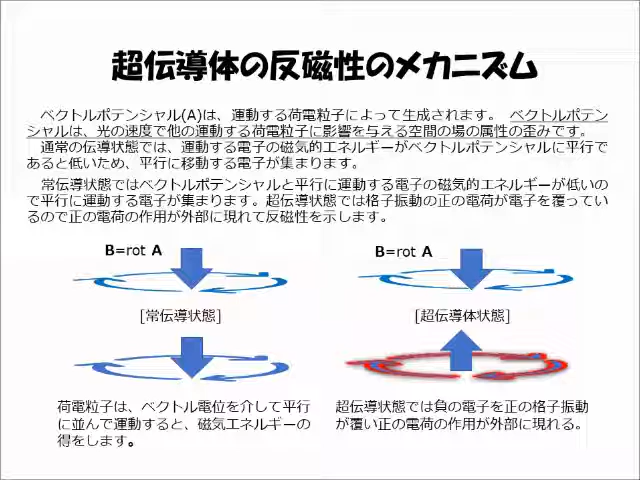 超伝導体の反磁性のメカニズム
ベクトルポテンシャル(A)は、運動する荷電粒子によって生成されます。 ベクトルポテン
シャルは、光の速度で他の運動する荷電粒子に影響を与える空間の場の属性の歪みです。
通常の伝導状態では、運動する電子の磁気的エネルギーがベクトルポテンシャルに平行で
あると低いため、平行に移動する電子が集まります。
常伝導状態ではベクトルポテンシャルと平行に運動する電子の磁気的エネルギーが低いの
で平行に運動する電子が集まります。超伝導状態では格子振動の正の電荷が電子を覆ってい
るので正の電荷の作用が外部に現れて反磁性を示します。
B=rot A
B=rot A
[常伝導状態]
[超伝導体状態]
荷電粒子は、ベクトル電位を介して平行
に並んで運動すると、磁気エネルギーの
得をします。
超伝導状態では負の電子を正の格子振動
が覆い正の電荷の作用が外部に現れる。